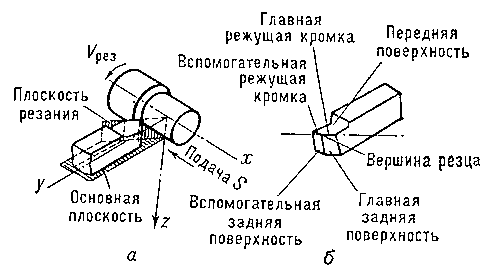 Vрез
Плоскость
резания
x
y
Подача S
Основная
плоскость
z
а
Главная
режущая кромка
Передняя
поверхность
Вспомогательная
режущая
кромка
Вершина резца
Вспомогательная
задняя
поверхность
Главная
задняя
поверхность
б